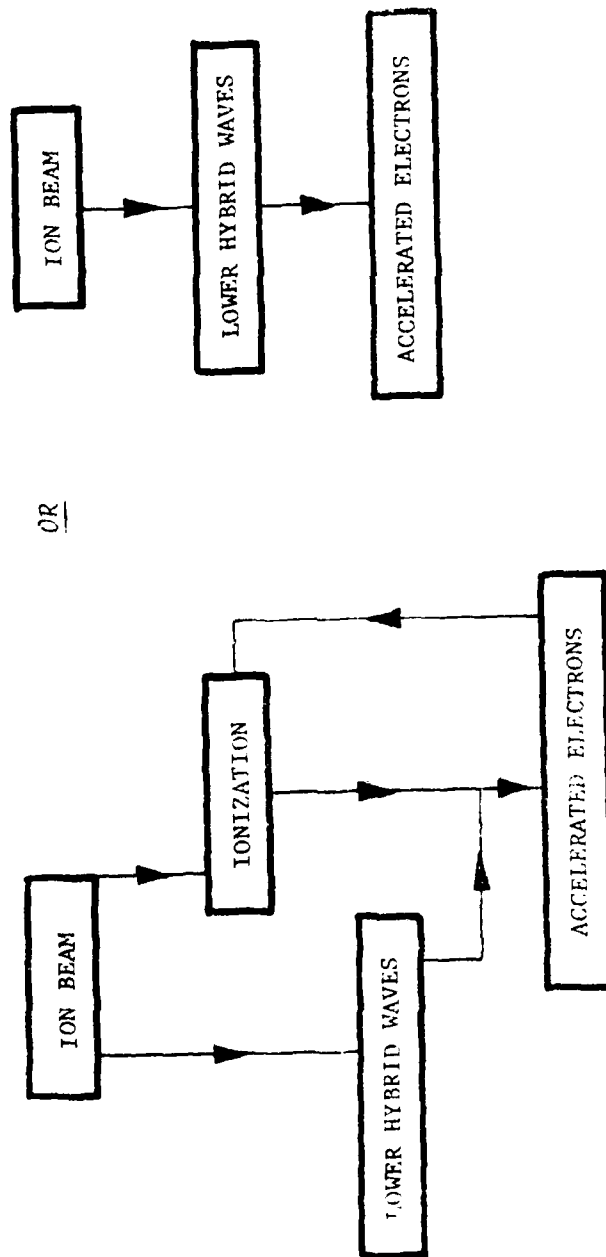 ION BEAM
IONIZATION
LOWER HYBRID WAVES
ACCELERATED ELECTRONS
OR
ION BEAM
LOWER HYBRID WAVES
ACCELERATED ELECTRONS